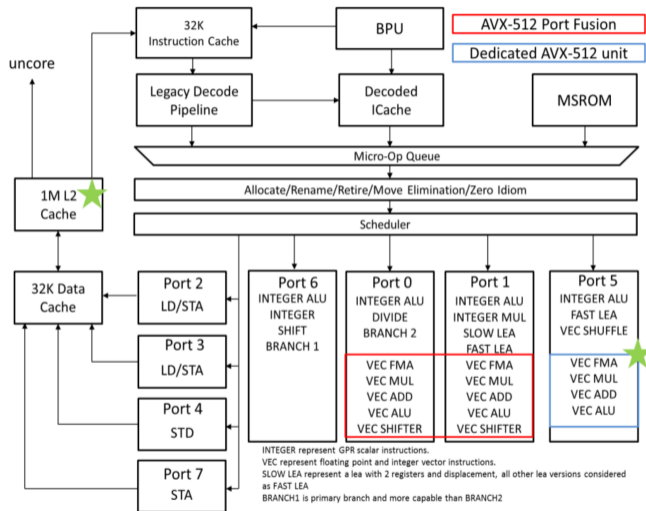 32K
Instruction Cache
BPU
AVX-512 Port Fusion
Dedicated AVX-512 unit
uncore
Legacy Decode
Pipeline
Decoded
ICache
MSROM
Micro-Op Queue
1M L2
Cache
Allocate/Rename/Retire/Move Elimination/Zero Idiom
Scheduler
32K Data
Cache
Port 2
LD/STA
Port 3
LD/STA
Port 4
STD
Port 7
STA
Port 6
INTEGER ALU
INTEGER
SHIFT
BRANCH 1
Port 0
INTEGER ALU
DIVIDE
BRANCH 2
VEC FMA
VEC MUL
VEC ADD
VEC ALU
VEC SHIFTER
Port 1
INTEGER ALU
INTEGER MUL
SLOW LEA
FAST LEA
VEC FMA
VEC MUL
VEC ADD
VEC ALU
VEC SHIFTER
Port 5
INTEGER ALU
FAST LEA
VEC SHUFFLE
VEC FMA
VEC MUL
VEC ADD
VEC ALU
INTEGER represent GPR scalar instructions.
VEC represent floating point and integer vector instructions.
SLOW LEA represent a lea with 2 registers and displacement, all other lea versions considered
as FAST LEA
BRANCH1 is primary branch and more capable than BRANCH2